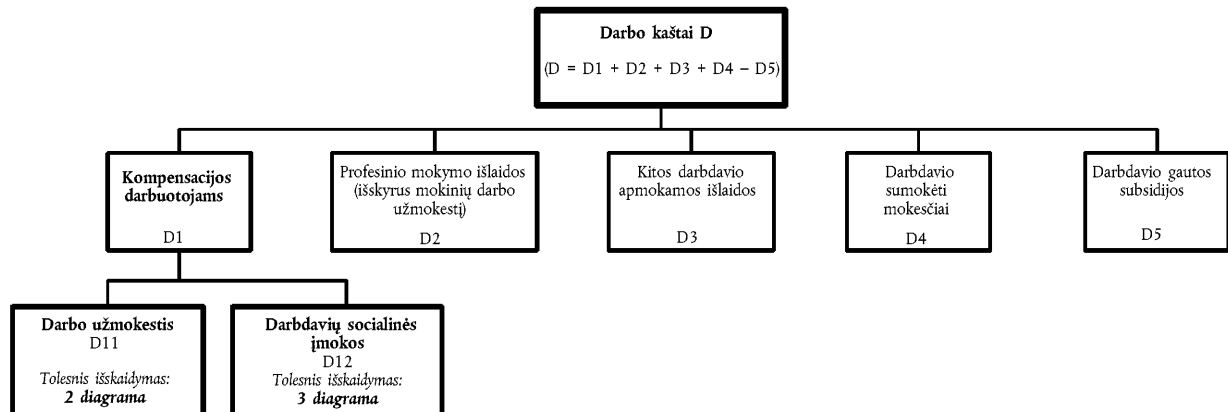 Darbo kaštai D
(D = D1 + D2 + D3 + D4 – D5)
Kompensacijos
darbuotojams
D1
Profesinio mokymo išlaidos
(išskyrus mokinių darbo
užmokestį)
D2
Kitos darbdavio
apmokamos išlaidos
D3
Darbdavio
sumokėti
mokesčiai
D4
Darbdavio gautos
subsidijos
D5
Darbo užmokestis
D11
Tolesnis išskaidymas:
2 diagrama
Darbdavių socialinės
įmokos
D12
Tolesnis išskaidymas:
3 diagrama